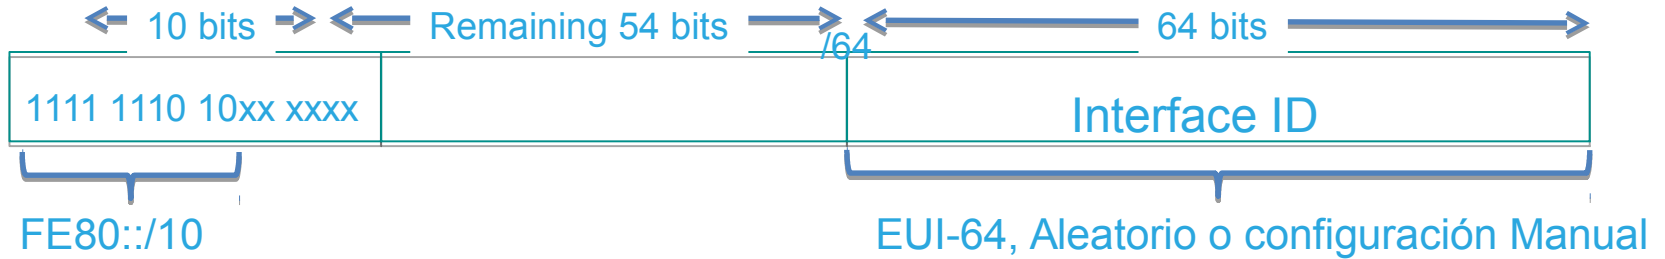 10 bits Remaining 54 bits 64 bits
/64
1111 1110 10xx xxxx Interface ID
FE80::/10 EUI-64, Aleatorio o configuración Manual